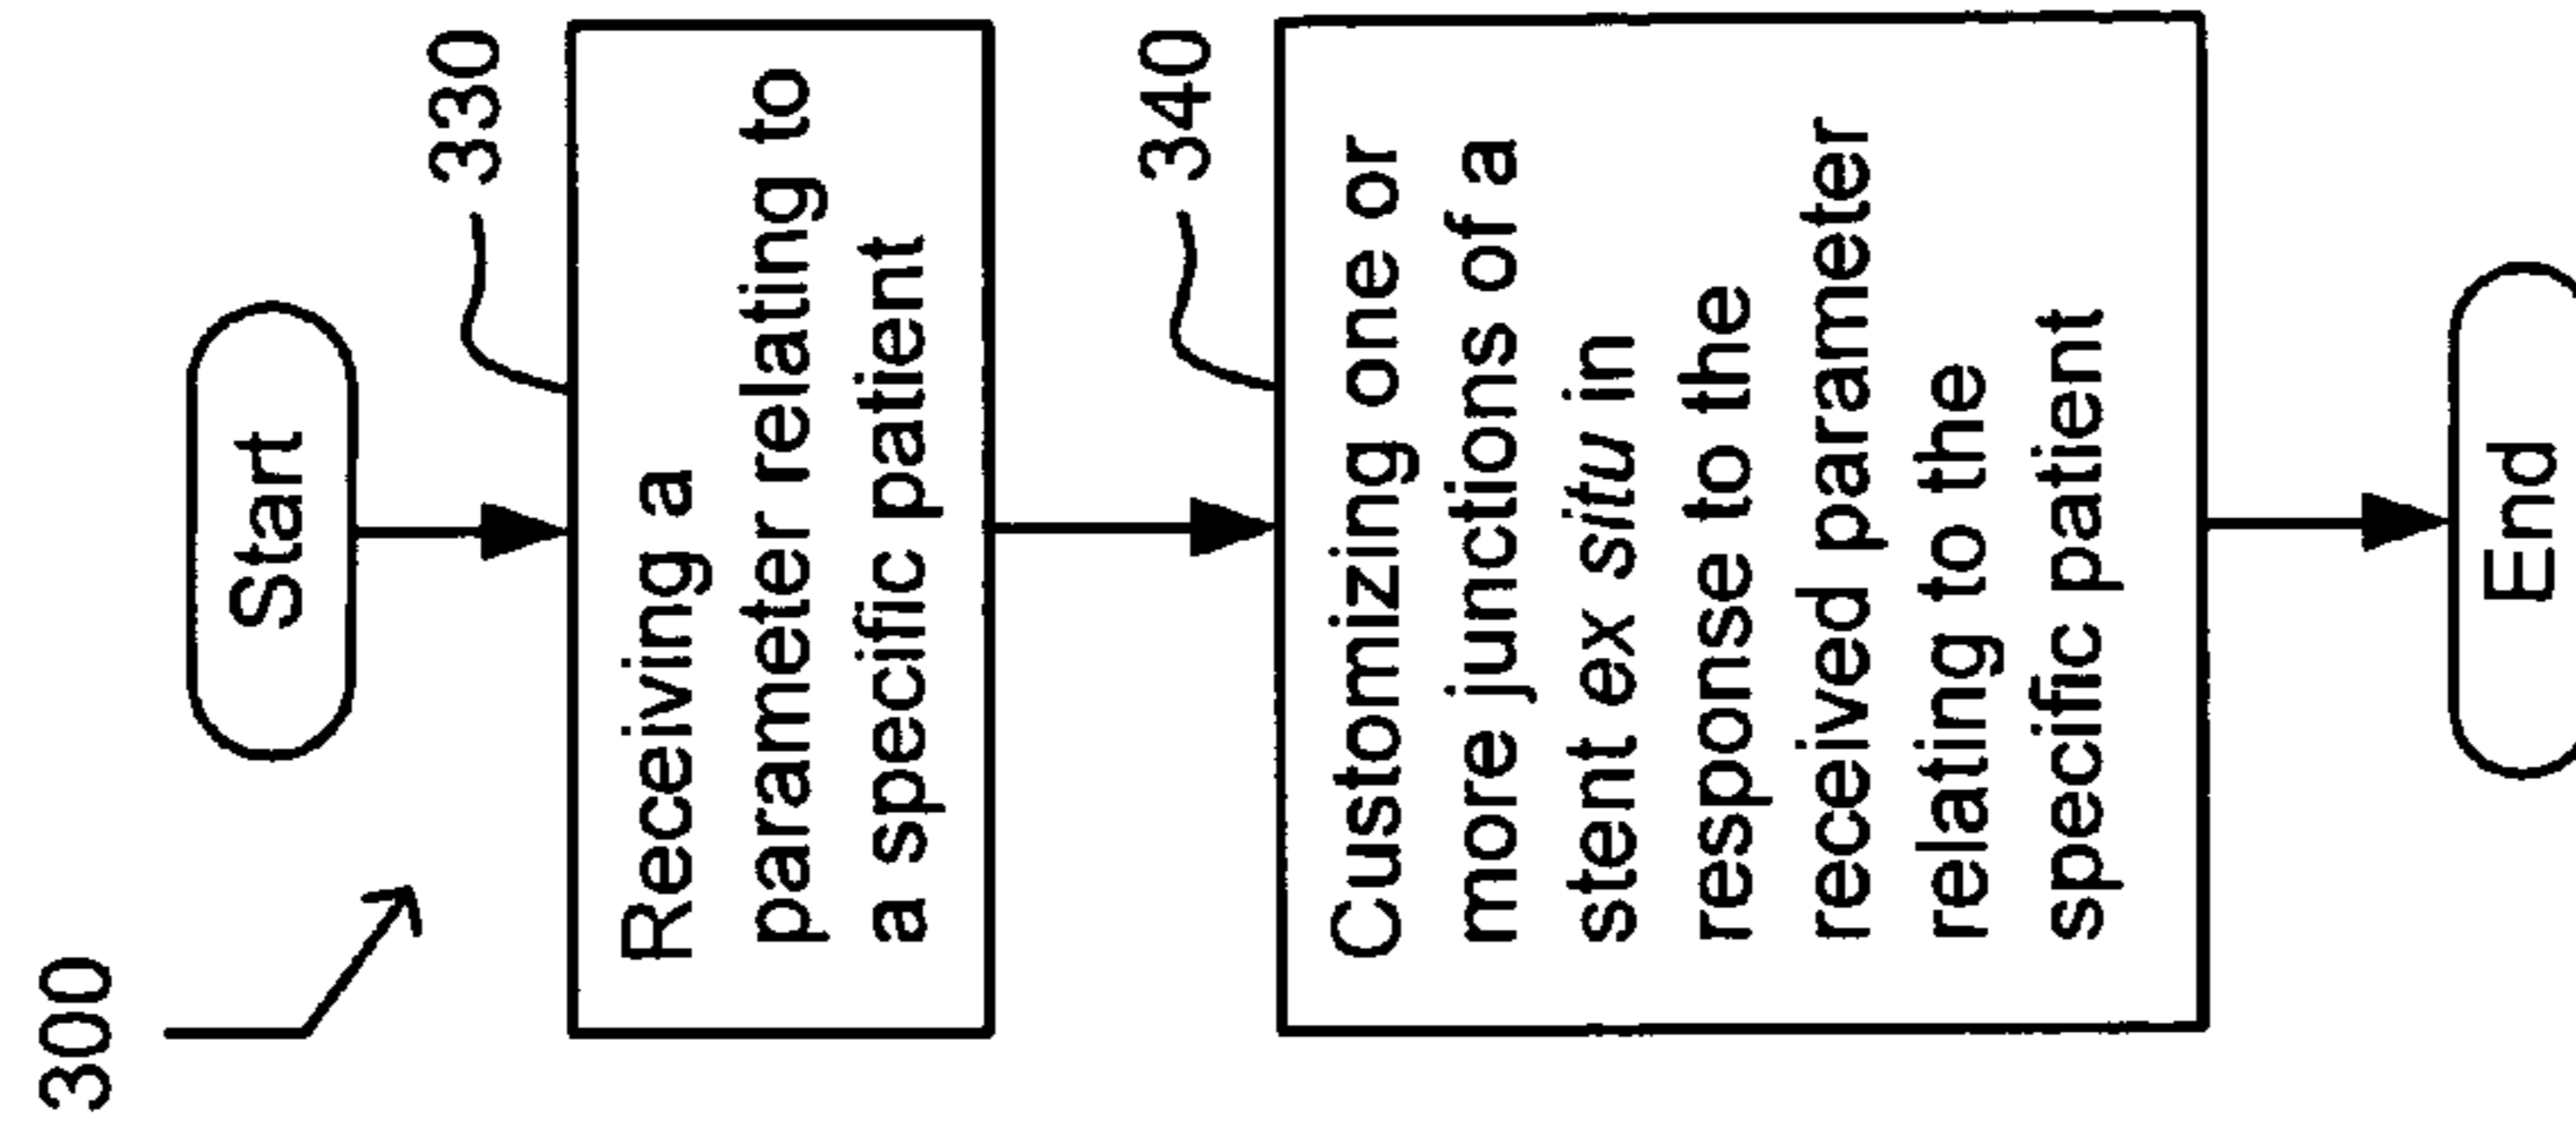 300
Start
330
Receiving a
parameter relating to
a specific patient
340
Customizing one or
more junctions of a
stent ex situ in
response to the
received parameter
relating to the
specific patient
End